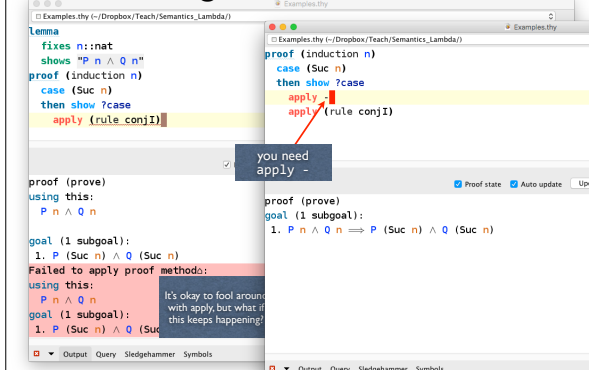 Examples.thy
Examples.thy (~/Dropbox/Teach/Semantics_Lambda/)
lemma
fixes n::nat
shows "P n ∧ Q n"
proof (induction n)
case (Suc n)
then show ?case
apply (rule conjI)
proof (prove)
using this:
P n ∧ Q n
goal (1 subgoal):
1. P (Suc n) ∧ Q (Suc n)
Failed to apply proof method⌂:
using this:
P n ∧ Q n
goal (1 subgoal):
1. P (Suc n) ∧ Q
It's okay to fool around
with apply, but what if
this keeps happening?
Output Query Sledgehammer Symbols
Examples.thy
Examples.thy (~/Dropbox/Teach/Semantics_Lambda/)
proof (induction n)
case (Suc n)
then show ?case
apply -
apply (rule conjI)
you need
apply -
Proof state Auto update
proof (prove)
goal (1 subgoal):
1. P n ∧ Q n ⟹ P (Suc n) ∧ Q (Suc n)
Output Query Sledgehammer Symbols